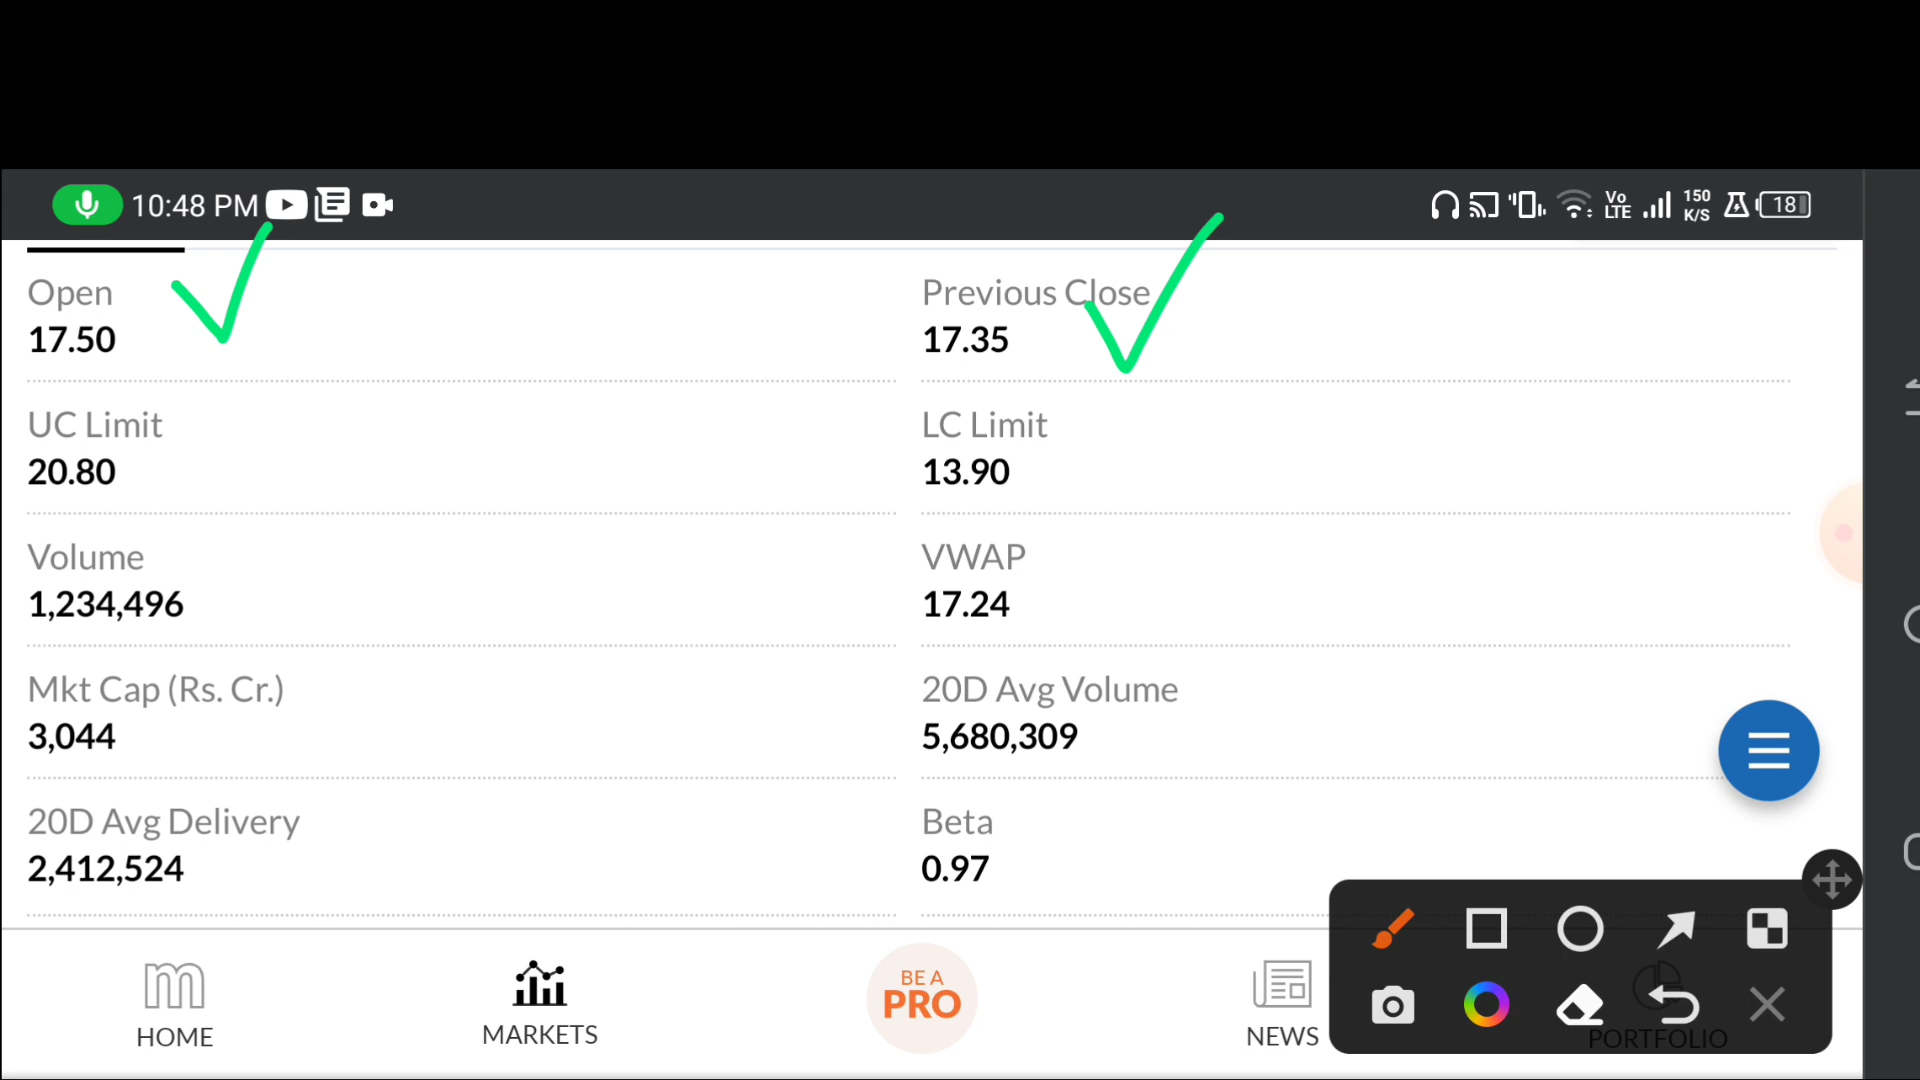 10:48 PM
Vo LTE
150 K/S
18
Open
17.50
Previous Close
17.35
UC Limit
20.80
LC Limit
13.90
Volume
1,234,496
VWAP
17.24
Mkt Cap (Rs. Cr.)
3,044
20D Avg Volume
5,680,309
20D Avg Delivery
2,412,524
Beta
0.97
m
HOME
MARKETS
BE A
PRO
NEWS
PORTFOLIO